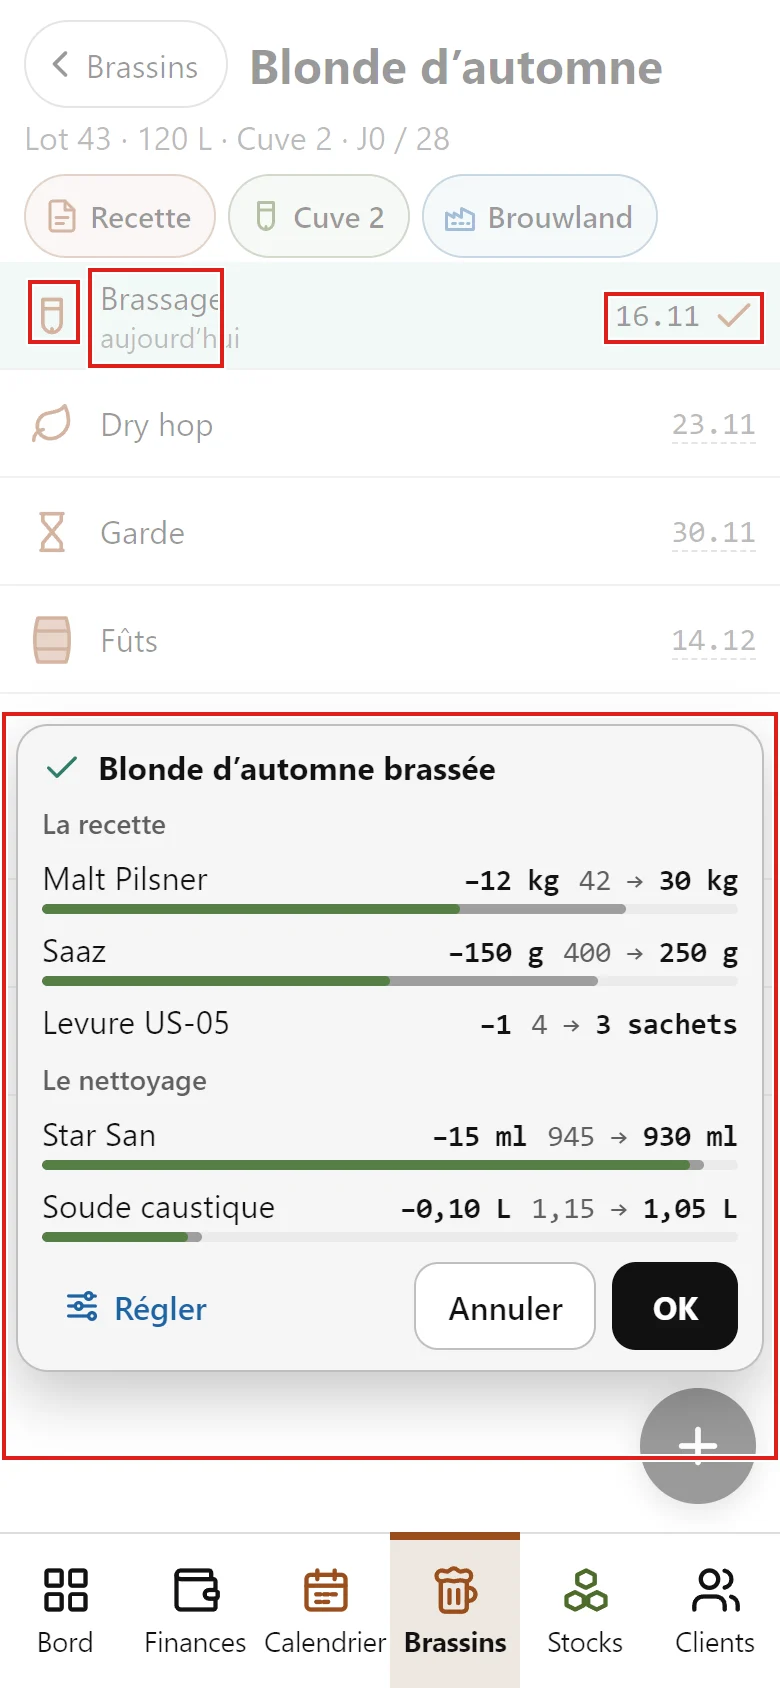 Brassins
Blonde d’automne
Lot 43 · 120 L · Cuve 2 · J0 / 28
Recette
Cuve 2
Brouwland
Brassage
aujourd’hui
16.11
Dry hop
23.11
Garde
30.11
Fûts
14.12
Blonde d’automne brassée
La recette
Malt Pilsner −12 kg 42 → 30 kg
Saaz −150 g 400 → 250 g
Levure US-05 −1 4 → 3 sachets
Le nettoyage
Star San −15 ml 945 → 930 ml
Soude caustique −0,10 L 1,15 → 1,05 L
Régler
Annuler
OK
Bord
Finances
Calendrier
Brassins
Stocks
Clients